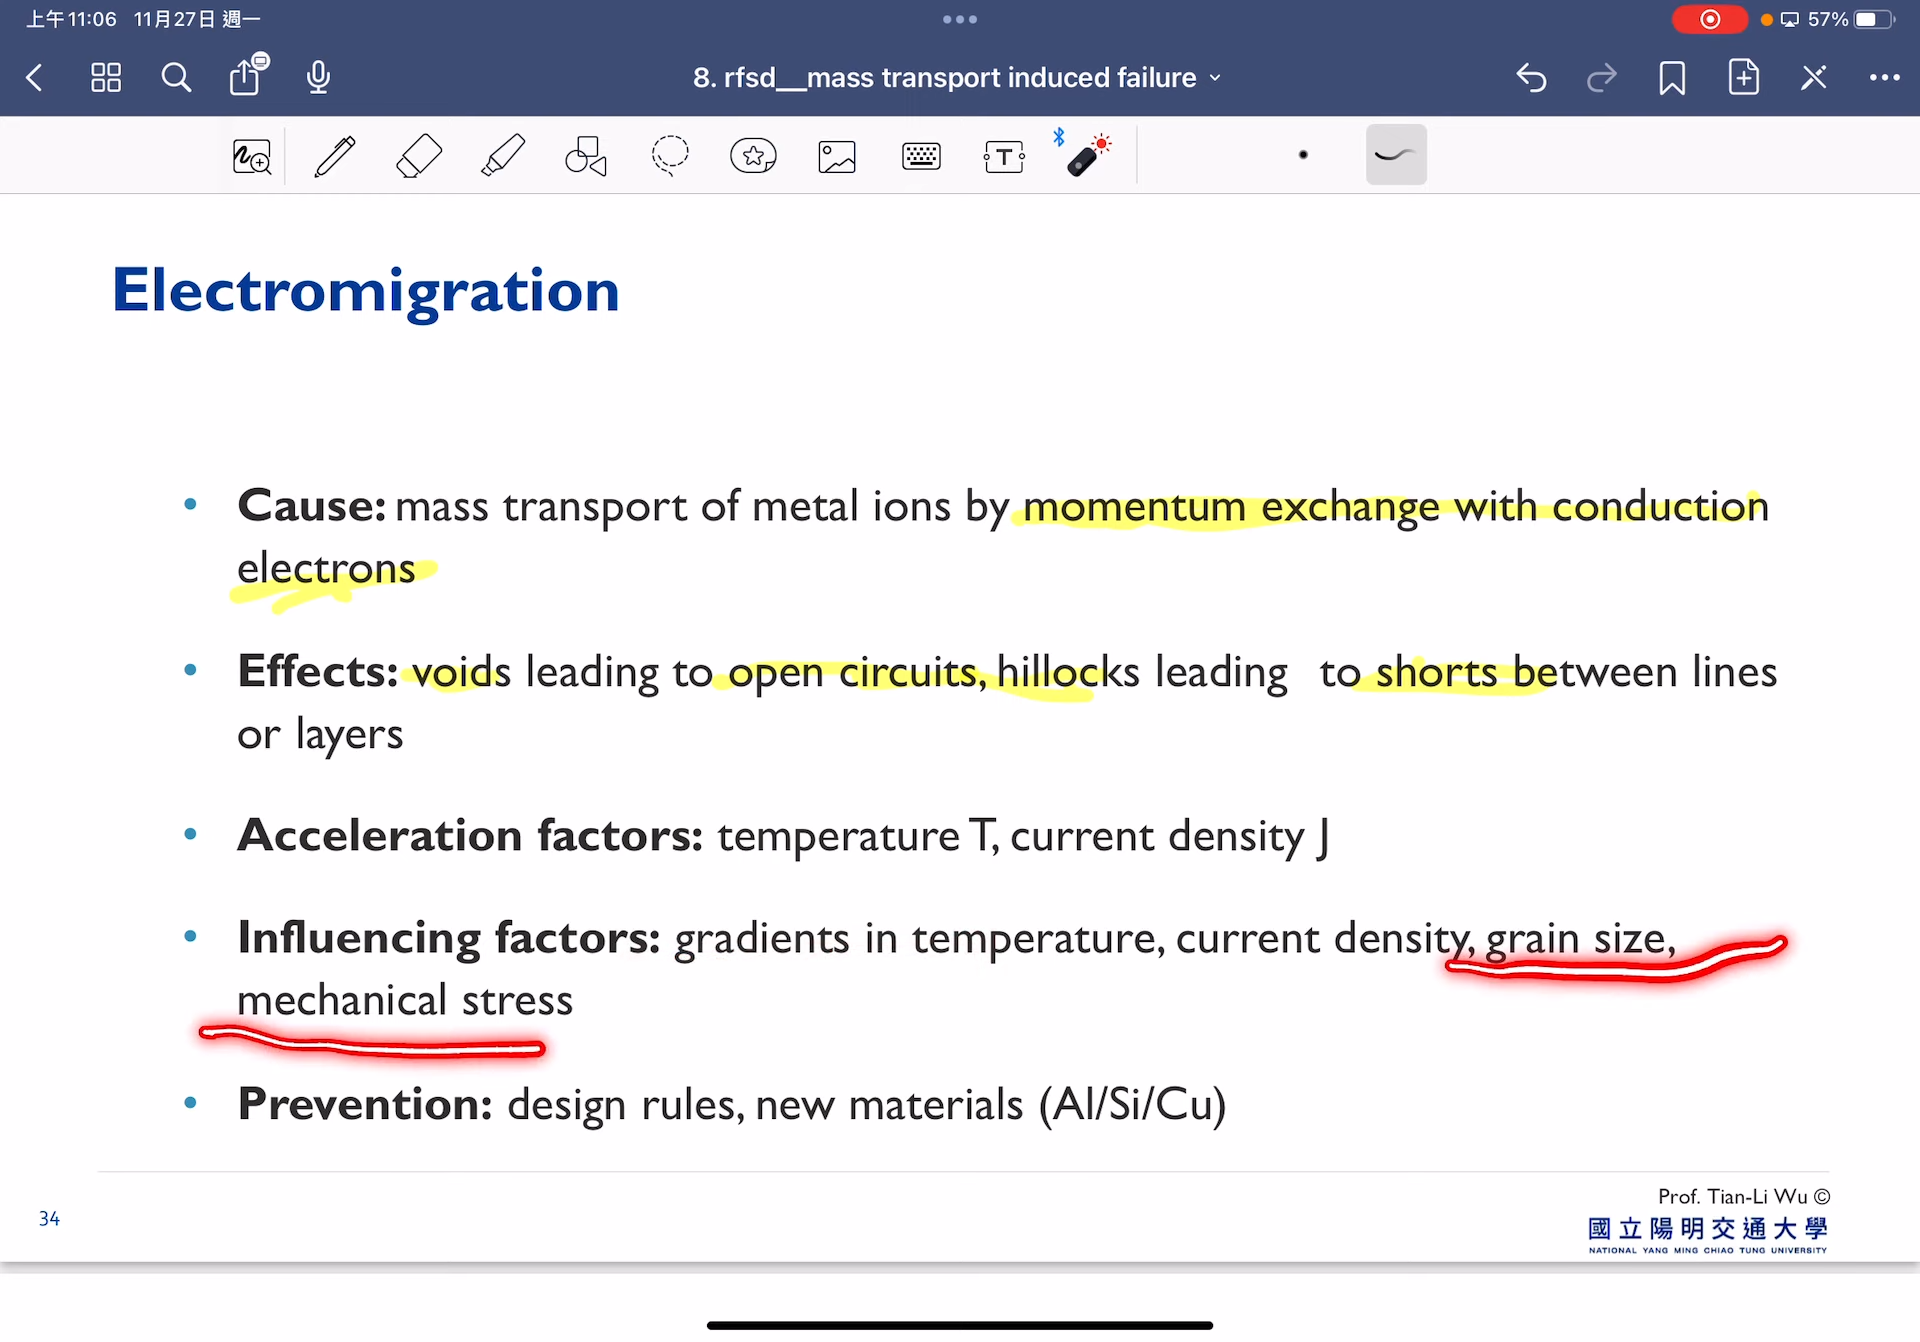 上午11:06 11月27日 週一
57%
8. rfsd__mass transport induced failure
T
Electromigration
• Cause: mass transport of metal ions by momentum exchange with conduction
electrons
• Effects: voids leading to open circuits, hillocks leading to shorts between lines
or layers
• Acceleration factors: temperature T, current density J
• Influencing factors: gradients in temperature, current density, grain size,
mechanical stress
• Prevention: design rules, new materials (Al/Si/Cu)
Prof. Tian-Li Wu ©
34
國立陽明交通大學
NATIONAL YANG MING CHIAO TUNG UNIVERSITY